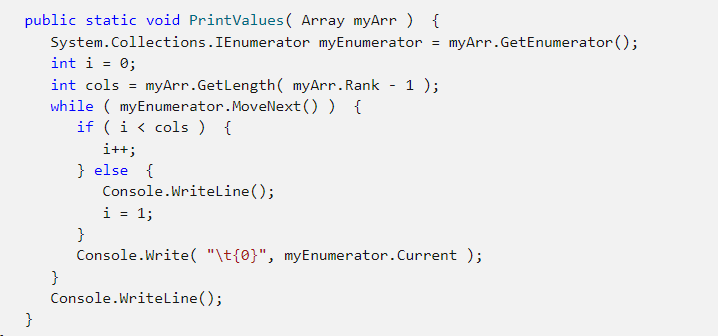 public static void PrintValues( Array myArr )  {
   System.Collections.IEnumerator myEnumerator = myArr.GetEnumerator();
   int i = 0;
   int cols = myArr.GetLength( myArr.Rank - 1 );
   while ( myEnumerator.MoveNext() )  {
      if ( i < cols )  {
         i++;
      } else  {
         Console.WriteLine();
         i = 1;
      }
      Console.Write( "\t{0}", myEnumerator.Current );
   }
   Console.WriteLine();
}